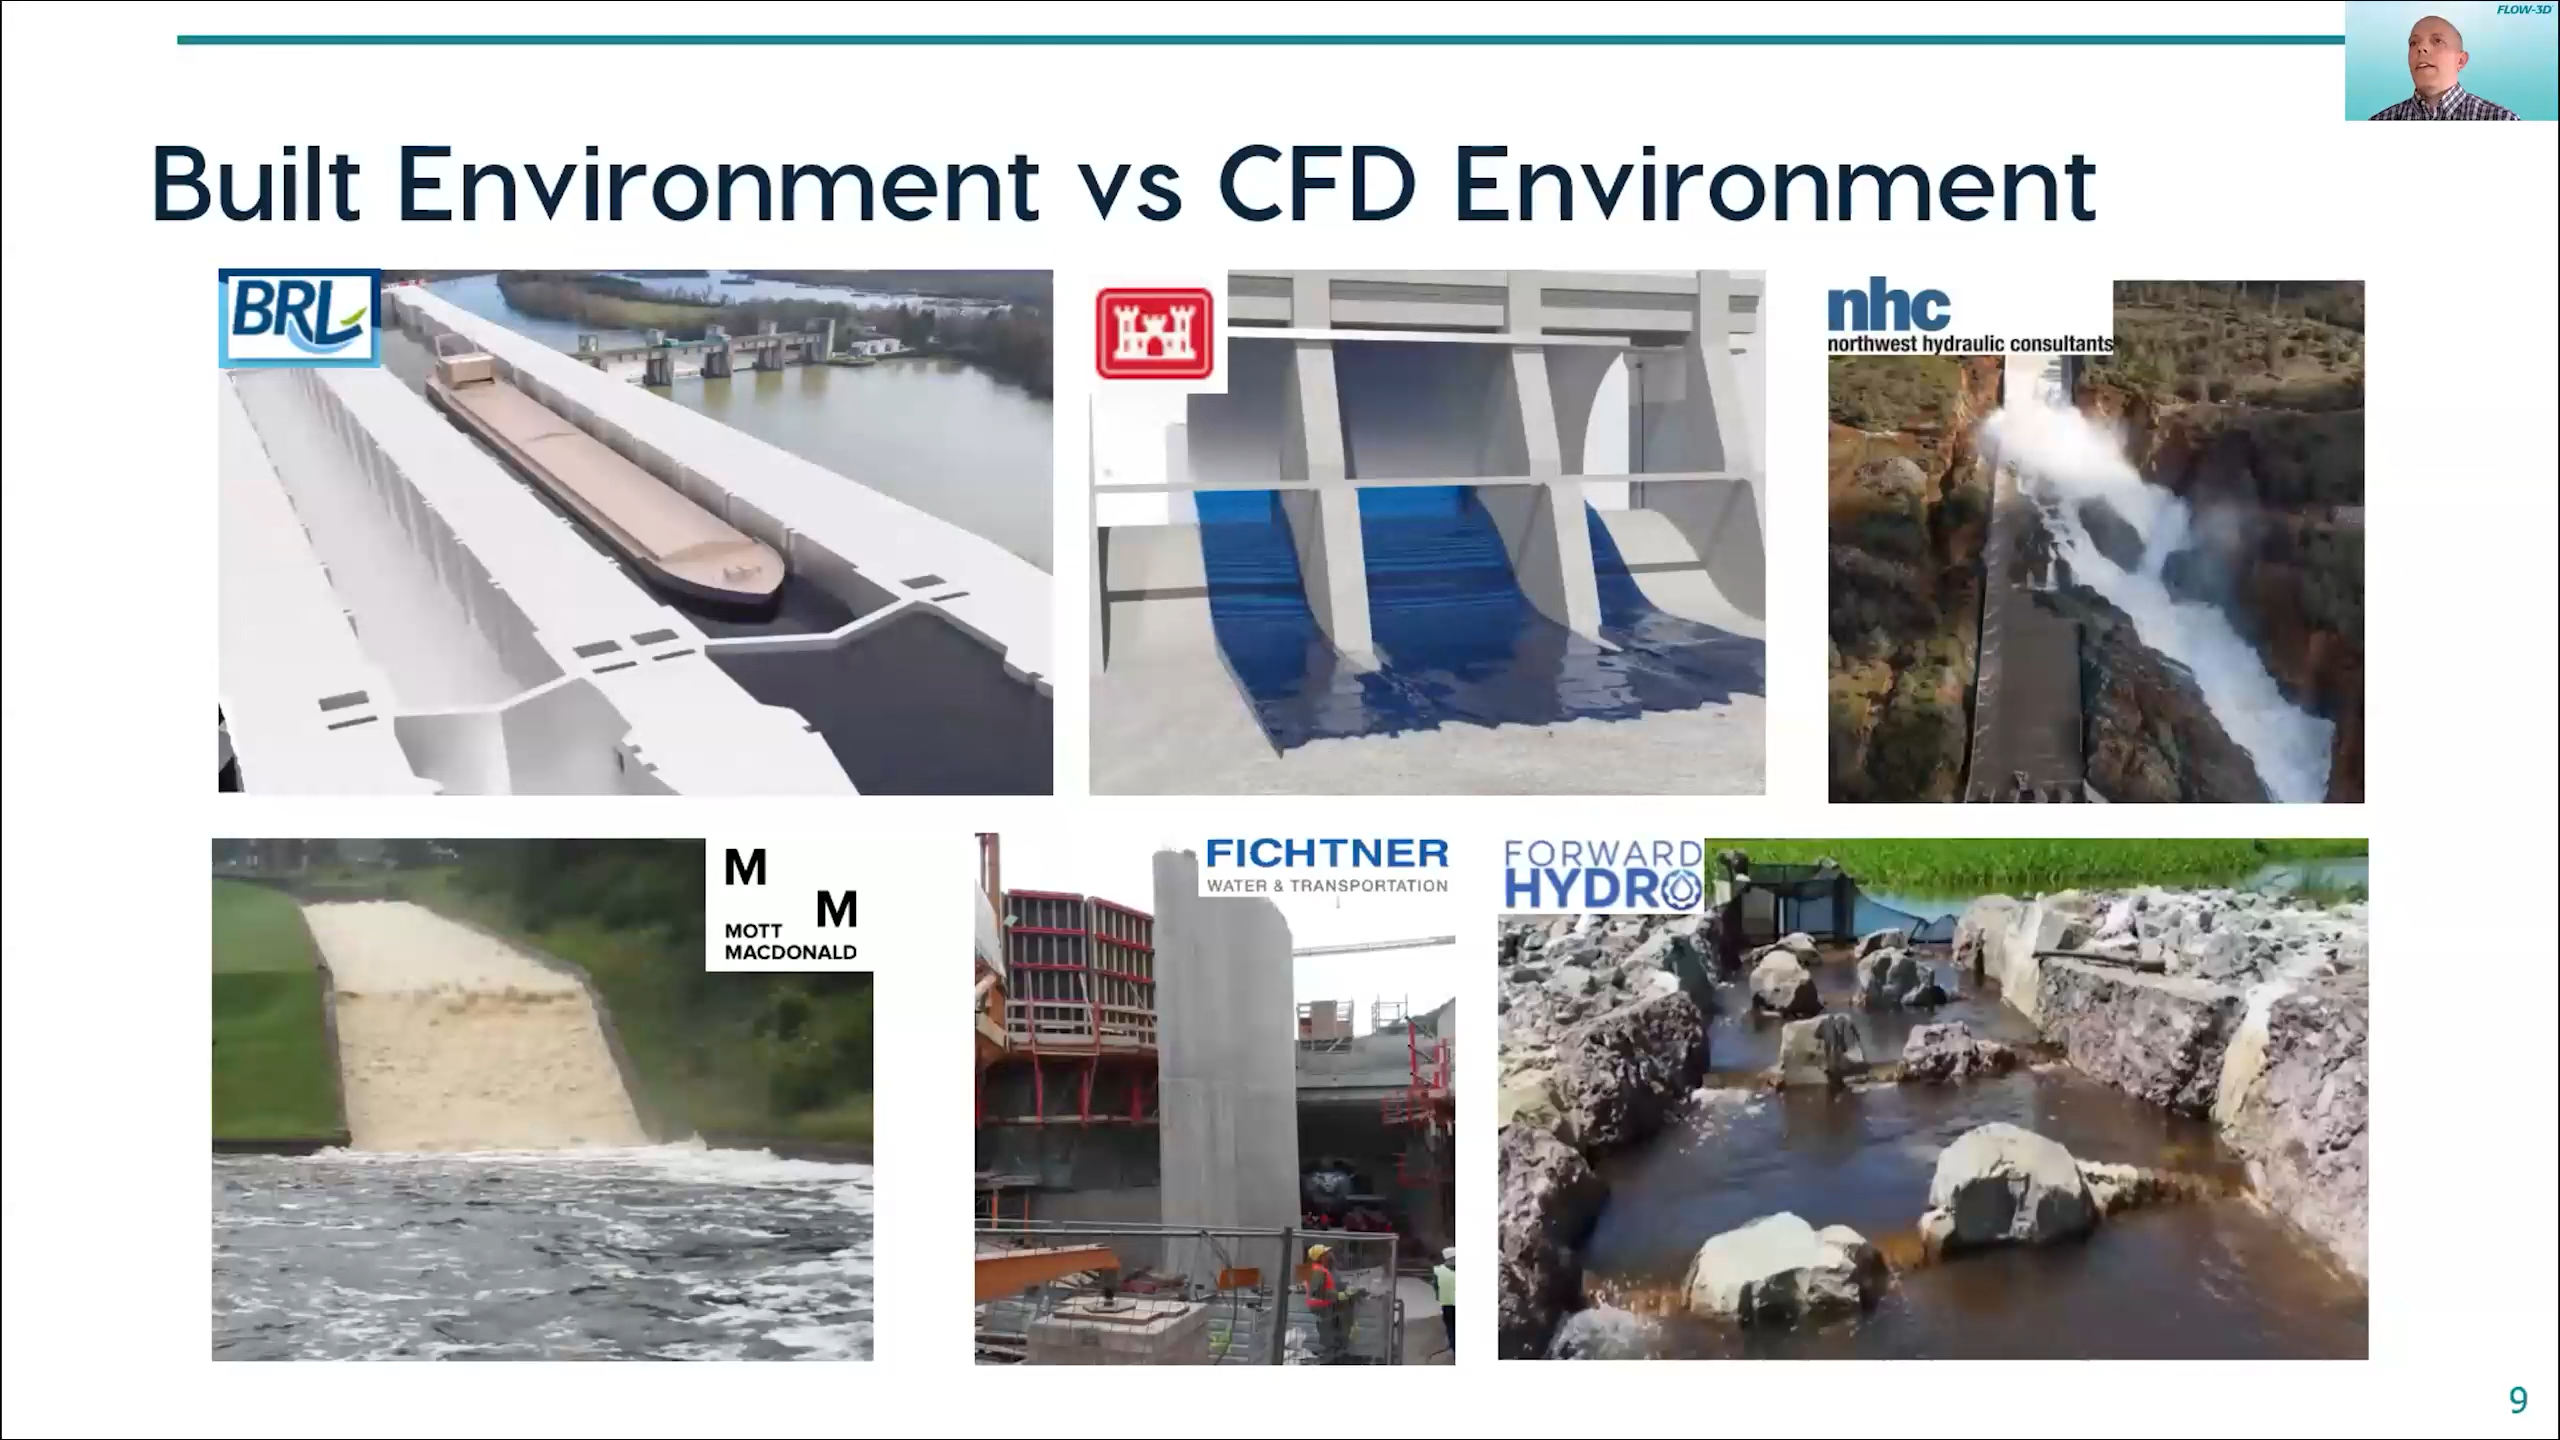 FLOW-3D
Built Environment vs CFD Environment
BRL
nhc
northwest hydraulic consultants
M
M
MOTT
MACDONALD
FICHTNER
WATER & TRANSPORTATION
FORWARD
HYDRO
9